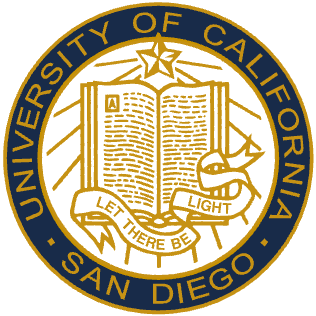 UNIVERSITY OF CALIFORNIA
A
LET THERE BE LIGHT
· SAN DIEGO ·